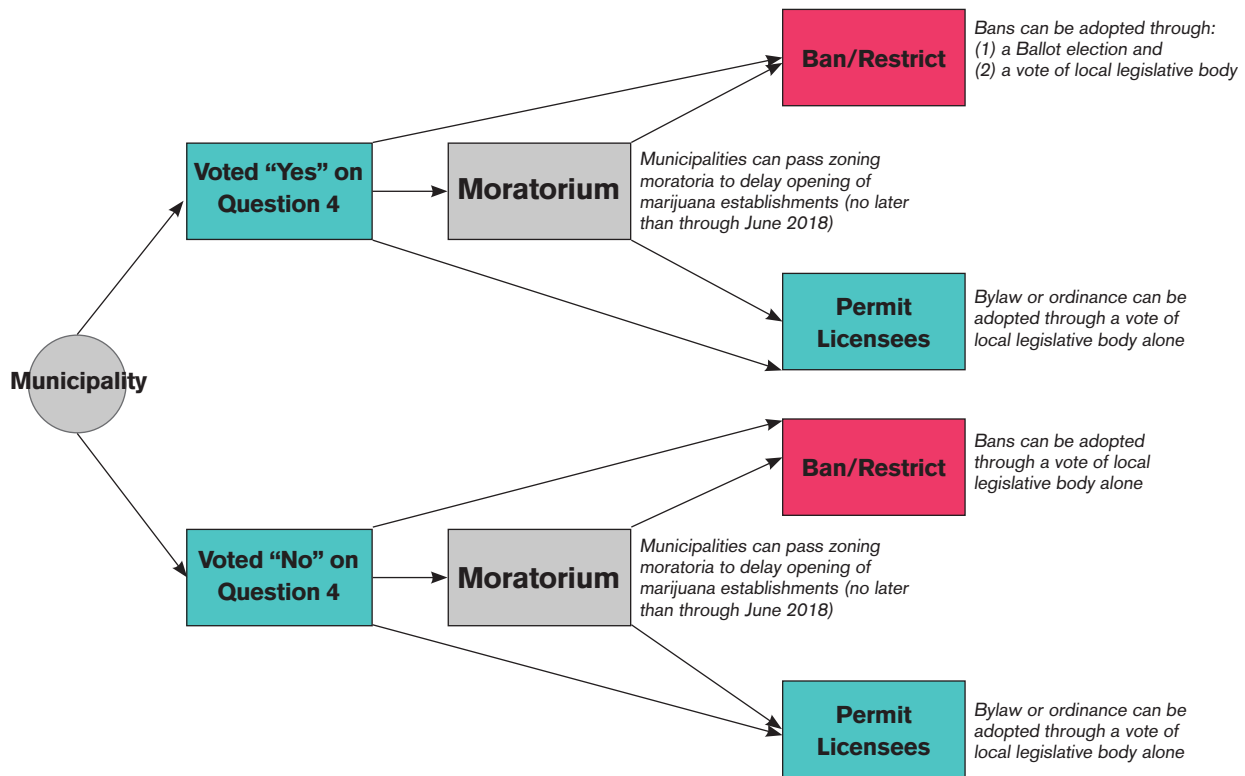 Bans can be adopted through:
(1) a Ballot election and
(2) a vote of local legislative body
Ban/Restrict
Voted “Yes” on
Question 4
Moratorium
Municipalities can pass zoning
moratoria to delay opening of
marijuana establishments (no later
than through June 2018)
Permit
Licensees
Bylaw or ordinance can be
adopted through a vote of
local legislative body alone
Municipality
Ban/Restrict
Bans can be adopted
through a vote of local
legislative body alone
Voted “No” on
Question 4
Moratorium
Municipalities can pass zoning
moratoria to delay opening of
marijuana establishments (no later
than through June 2018)
Permit
Licensees
Bylaw or ordinance can be
adopted through a vote of
local legislative body alone